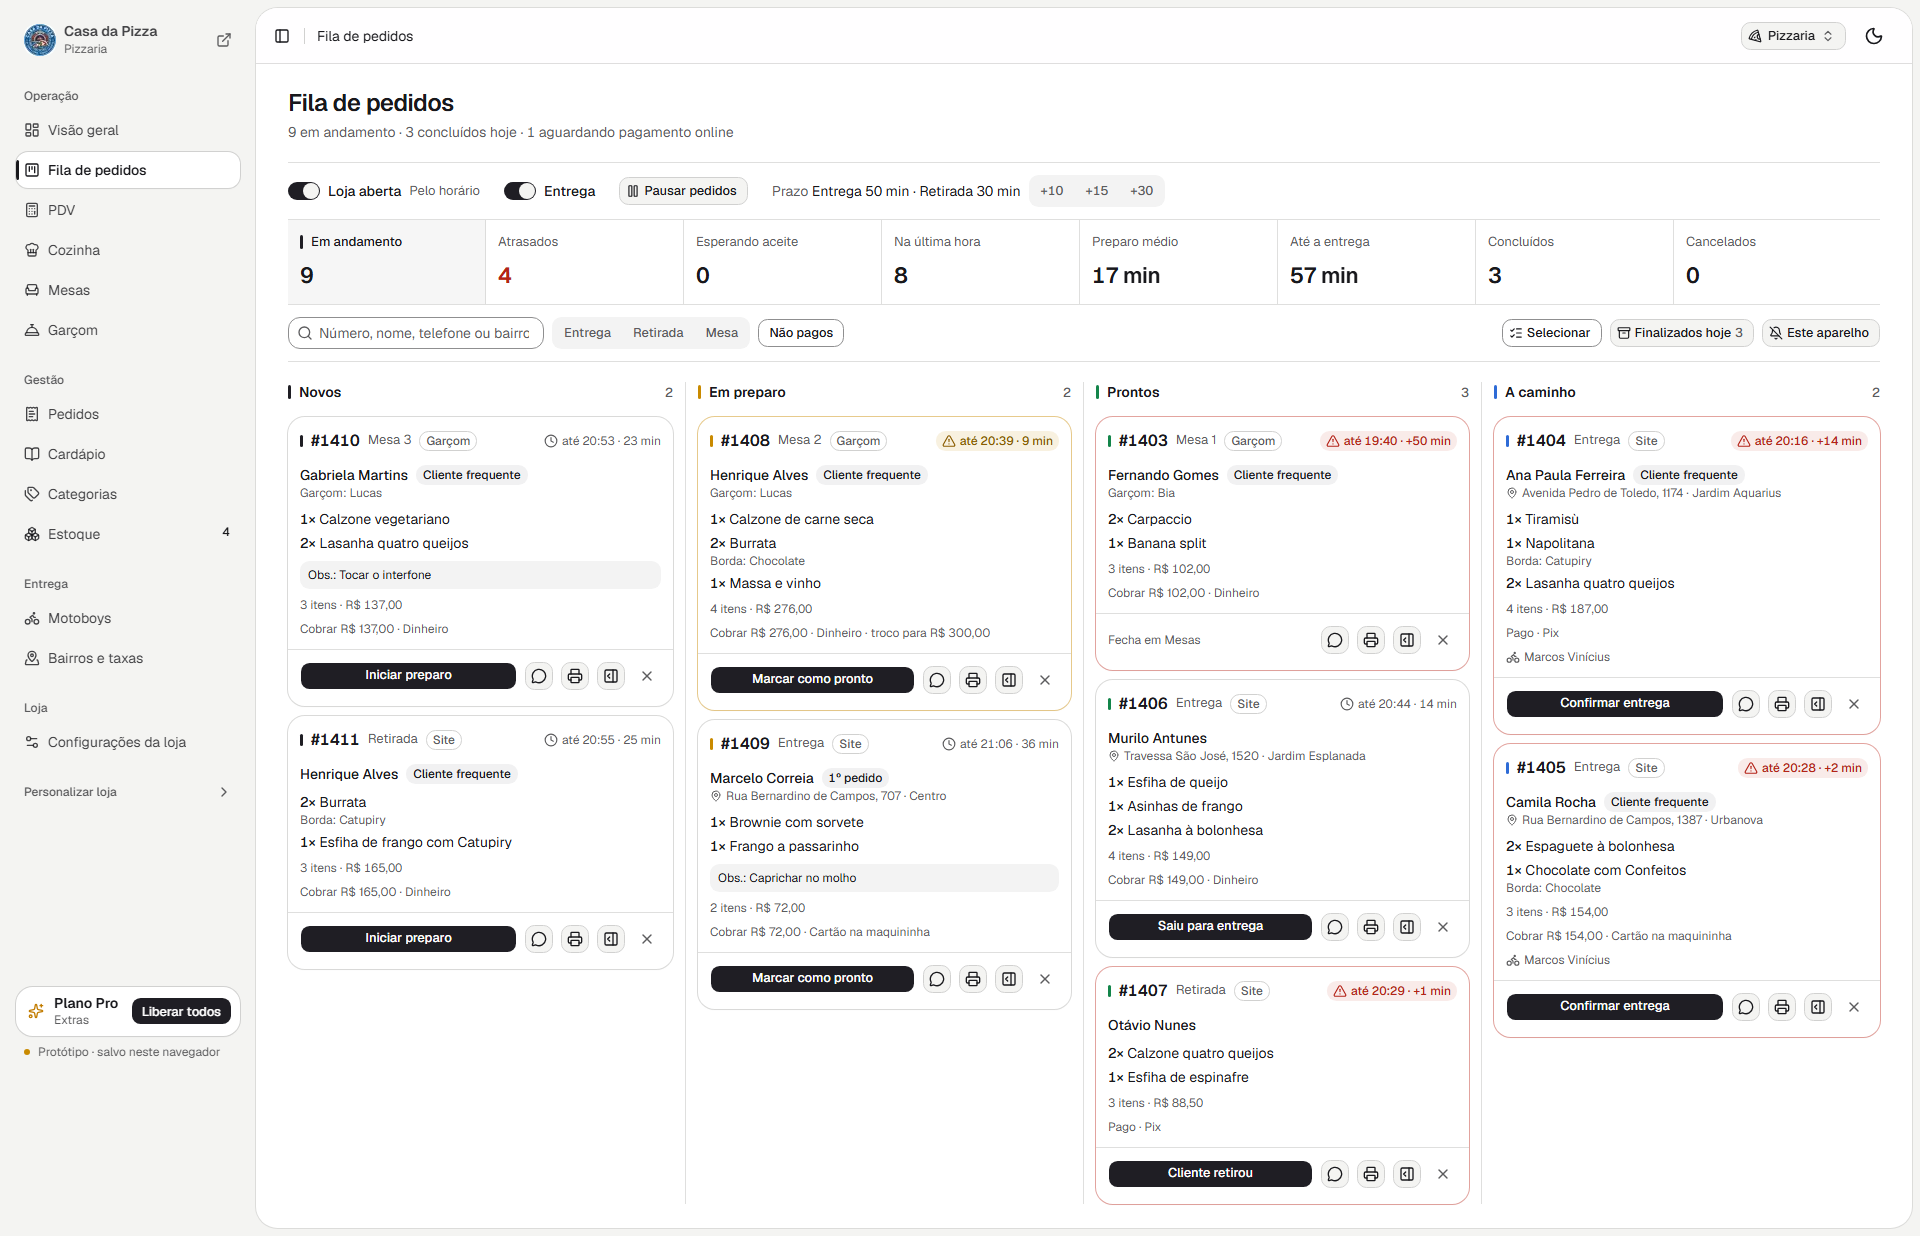 Casa da Pizza
Pizzaria
Operação
Visão geral
Fila de pedidos
PDV
Cozinha
Mesas
Garçom
Gestão
Pedidos
Cardápio
Categorias
Estoque 4
Entrega
Motoboys
Bairros e taxas
Loja
Configurações da loja
Personalizar loja
Plano Pro
Extras
Liberar todos
Protótipo · salvo neste navegador
Fila de pedidos
Pizzaria
Fila de pedidos
9 em andamento · 3 concluídos hoje · 1 aguardando pagamento online
Loja aberta Pelo horário Entrega Pausar pedidos Prazo Entrega 50 min · Retirada 30 min +10 +15 +30
Em andamento
9
Atrasados
4
Esperando aceite
0
Na última hora
8
Preparo médio
17 min
Até a entrega
57 min
Concluídos
3
Cancelados
0
Número, nome, telefone ou bairro
Entrega Retirada Mesa Não pagos
Selecionar Finalizados hoje 3 Este aparelho
Novos 2
#1410 Mesa 3 Garçom até 20:53 · 23 min
Gabriela Martins Cliente frequente
Garçom: Lucas
1× Calzone vegetariano
2× Lasanha quatro queijos
Obs.: Tocar o interfone
3 itens · R$ 137,00
Cobrar R$ 137,00 · Dinheiro
Iniciar preparo
#1411 Retirada Site até 20:55 · 25 min
Henrique Alves Cliente frequente
2× Burrata
Borda: Catupiry
1× Esfiha de frango com Catupiry
3 itens · R$ 165,00
Cobrar R$ 165,00 · Dinheiro
Iniciar preparo
Em preparo 2
#1408 Mesa 2 Garçom até 20:39 · 9 min
Henrique Alves Cliente frequente
Garçom: Lucas
1× Calzone de carne seca
2× Burrata
Borda: Chocolate
1× Massa e vinho
4 itens · R$ 276,00
Cobrar R$ 276,00 · Dinheiro · troco para R$ 300,00
Marcar como pronto
#1409 Entrega Site até 21:06 · 36 min
Marcelo Correia 1º pedido
Rua Bernardino de Campos, 707 · Centro
1× Brownie com sorvete
1× Frango a passarinho
Obs.: Caprichar no molho
2 itens · R$ 72,00
Cobrar R$ 72,00 · Cartão na maquininha
Marcar como pronto
Prontos 3
#1403 Mesa 1 Garçom até 19:40 · +50 min
Fernando Gomes Cliente frequente
Garçom: Bia
2× Carpaccio
1× Banana split
3 itens · R$ 102,00
Cobrar R$ 102,00 · Dinheiro
Fecha em Mesas
#1406 Entrega Site até 20:44 · 14 min
Murilo Antunes
Travessa São José, 1520 · Jardim Esplanada
1× Esfiha de queijo
1× Asinhas de frango
2× Lasanha à bolonhesa
4 itens · R$ 149,00
Cobrar R$ 149,00 · Dinheiro
Saiu para entrega
#1407 Retirada Site até 20:29 · +1 min
Otávio Nunes
2× Calzone quatro queijos
1× Esfiha de espinafre
3 itens · R$ 88,50
Pago · Pix
Cliente retirou
A caminho 2
#1404 Entrega Site até 20:16 · +14 min
Ana Paula Ferreira Cliente frequente
Avenida Pedro de Toledo, 1174 · Jardim Aquarius
1× Tiramisù
1× Napolitana
Borda: Catupiry
2× Lasanha quatro queijos
4 itens · R$ 187,00
Pago · Pix
Marcos Vinícius
Confirmar entrega
#1405 Entrega Site até 20:28 · +2 min
Camila Rocha Cliente frequente
Rua Bernardino de Campos, 1387 · Urbanova
2× Espaguete à bolonhesa
1× Chocolate com Confeitos
Borda: Chocolate
3 itens · R$ 154,00
Cobrar R$ 154,00 · Cartão na maquininha
Marcos Vinícius
Confirmar entrega